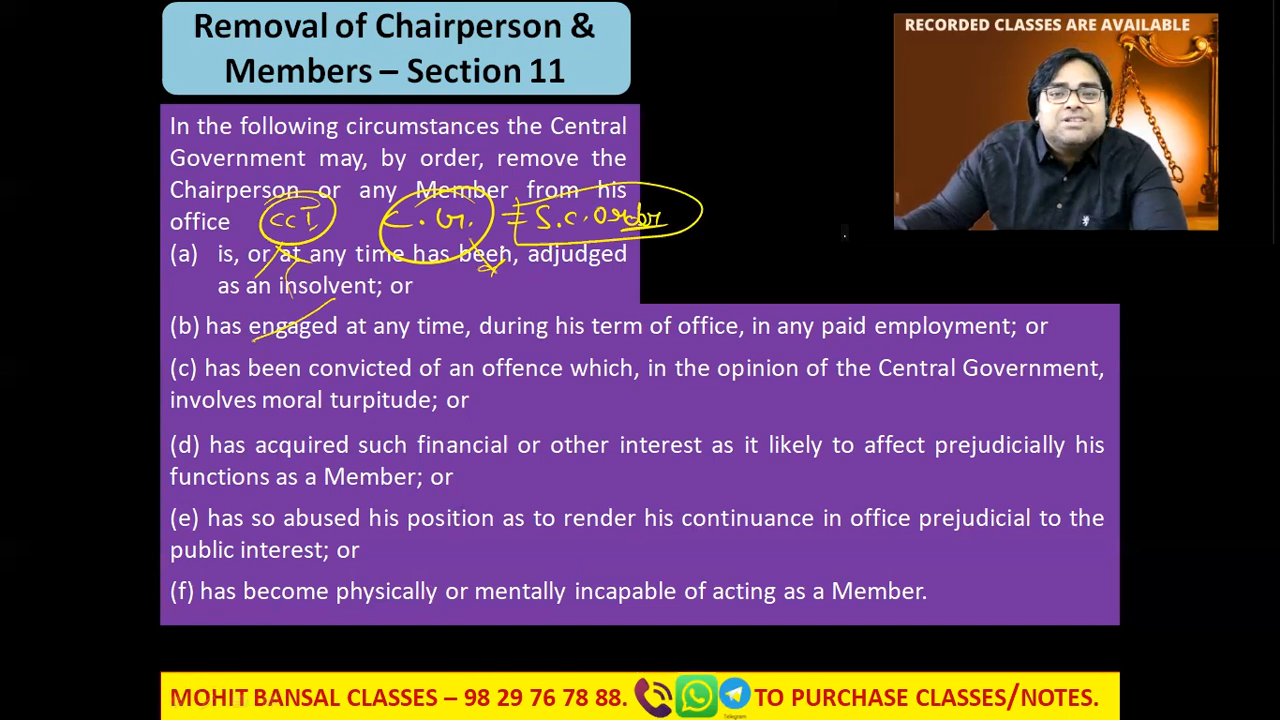 Removal of Chairperson &
Members – Section 11
RECORDED CLASSES ARE AVAILABLE
In the following circumstances the Central
Government may, by order, remove the
Chairperson or any Member from his
office
CCI
C.G. = S.C. Order
(a) is, or at any time has been, adjudged
as an insolvent; or
(b) has engaged at any time, during his term of office, in any paid employment; or
(c) has been convicted of an offence which, in the opinion of the Central Government,
involves moral turpitude; or
(d) has acquired such financial or other interest as it likely to affect prejudicially his
functions as a Member; or
(e) has so abused his position as to render his continuance in office prejudicial to the
public interest; or
(f) has become physically or mentally incapable of acting as a Member.
MOHIT BANSAL CLASSES – 98 29 76 78 88. TO PURCHASE CLASSES/NOTES.
Telegram